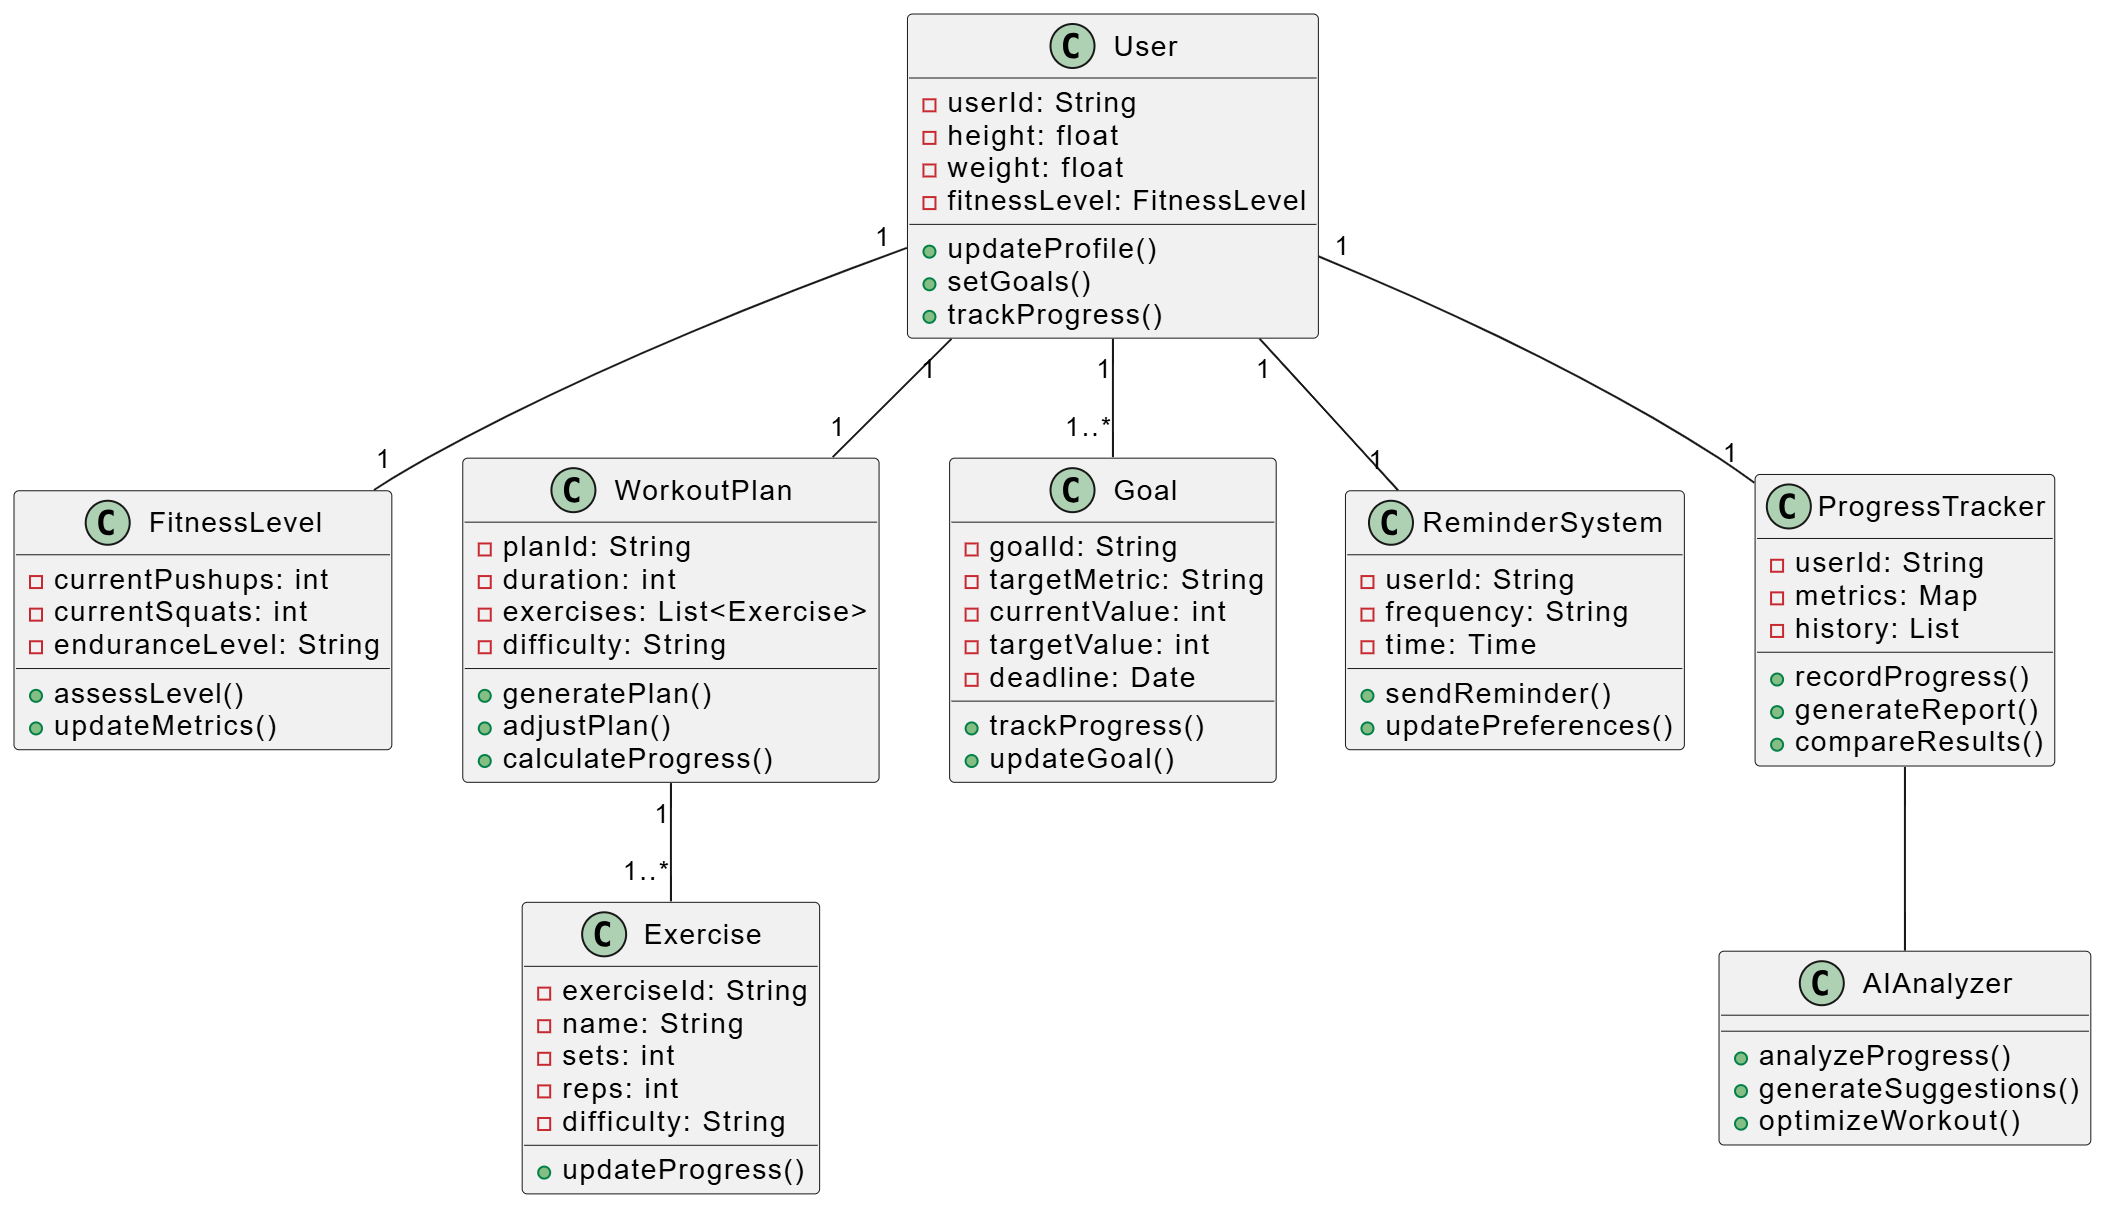 C User
userId: String
height: float
weight: float
fitnessLevel: FitnessLevel
updateProfile()
setGoals()
trackProgress()
1
1
1
1
1
1
1
1..*
1
1
C FitnessLevel
currentPushups: int
currentSquats: int
enduranceLevel: String
assessLevel()
updateMetrics()
C WorkoutPlan
planId: String
duration: int
exercises: List<Exercise>
difficulty: String
generatePlan()
adjustPlan()
calculateProgress()
C Goal
goalId: String
targetMetric: String
currentValue: int
targetValue: int
deadline: Date
trackProgress()
updateGoal()
C ReminderSystem
userId: String
frequency: String
time: Time
sendReminder()
updatePreferences()
C ProgressTracker
userId: String
metrics: Map
history: List
recordProgress()
generateReport()
compareResults()
1
1..*
C Exercise
exerciseId: String
name: String
sets: int
reps: int
difficulty: String
updateProgress()
C AIAnalyzer
analyzeProgress()
generateSuggestions()
optimizeWorkout()